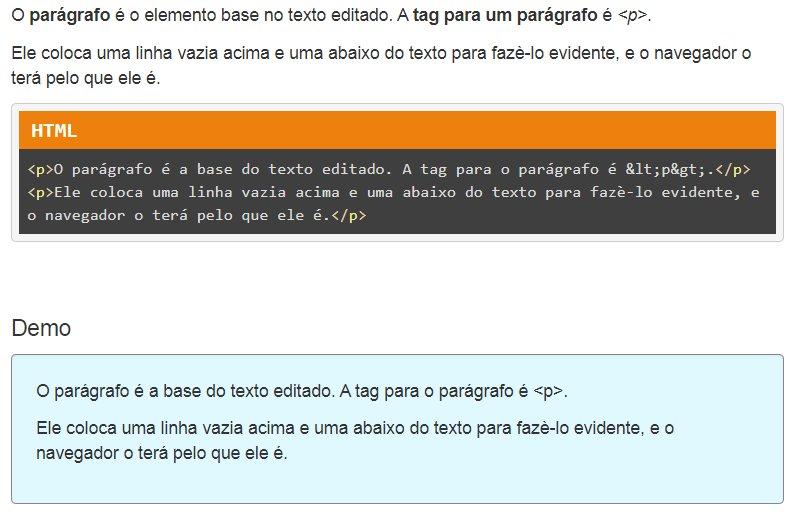 O parágrafo é o elemento base no texto editado. A tag para um parágrafo é <p>.
Ele coloca uma linha vazia acima e uma abaixo do texto para fazè-lo evidente, e o navegador o
terá pelo que ele é.
HTML
<p>O parágrafo é a base do texto editado. A tag para o parágrafo é &lt;p&gt;.</p>
<p>Ele coloca uma linha vazia acima e uma abaixo do texto para fazè-lo evidente, e
o navegador o terá pelo que ele é.</p>
Demo
O parágrafo é a base do texto editado. A tag para o parágrafo é <p>.
Ele coloca uma linha vazia acima e uma abaixo do texto para fazè-lo evidente, e o
navegador o terá pelo que ele é.